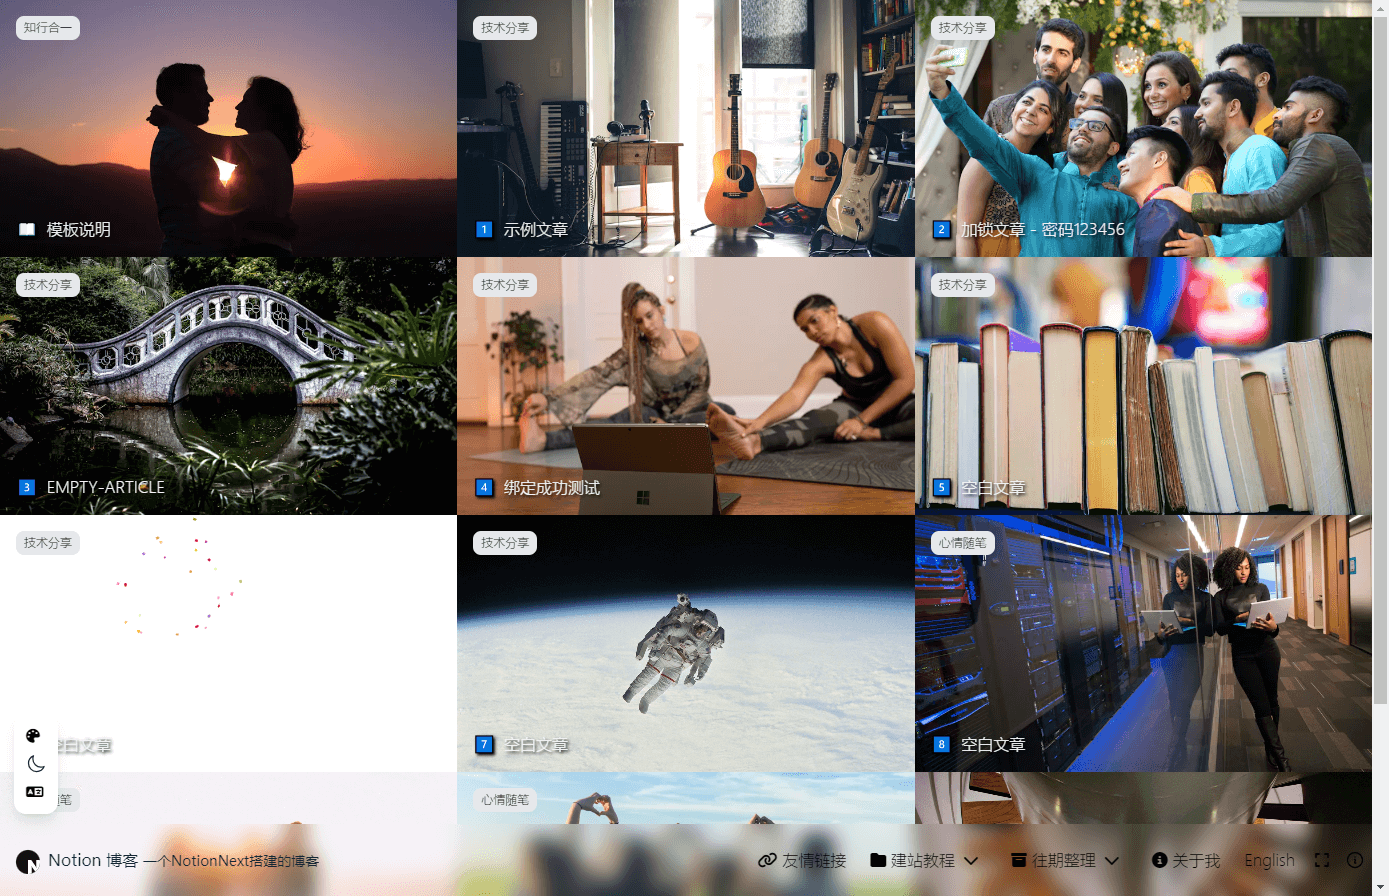 知行合一
技术分享
技术分享
📖 模板说明
1 示例文章
2 加锁文章 - 密码123456
技术分享
技术分享
技术分享
3 EMPTY-ARTICLE
4 绑定成功测试
5 空白文章
技术分享
技术分享
心情随笔
空白文章
7 空白文章
8 空白文章
笔
心情随笔
Notion 博客 一个NotionNext搭建的博客
友情链接 建站教程 往期整理 关于我 English